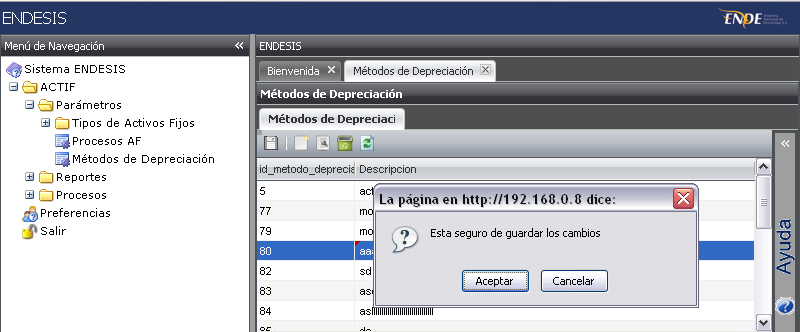 ENDESIS
ENDE
Menú de Navegación
«
ENDESIS
Sistema ENDESIS
ACTIF
Parámetros
Tipos de Activos Fijos
Procesos AF
Métodos de Depreciación
Reportes
Procesos
Preferencias
Salir
Bienvenida
Métodos de Depreciación
Métodos de Depreciación
Métodos de Depreciaci
id_metodo_deprecia
Descripcion
5
act
77
mo
79
mo
80
aaa
82
sd
83
asd
84
85
de
La página en http://192.168.0.8 dice:
Esta seguro de guardar los cambios
Aceptar
Cancelar
«
Ayuda